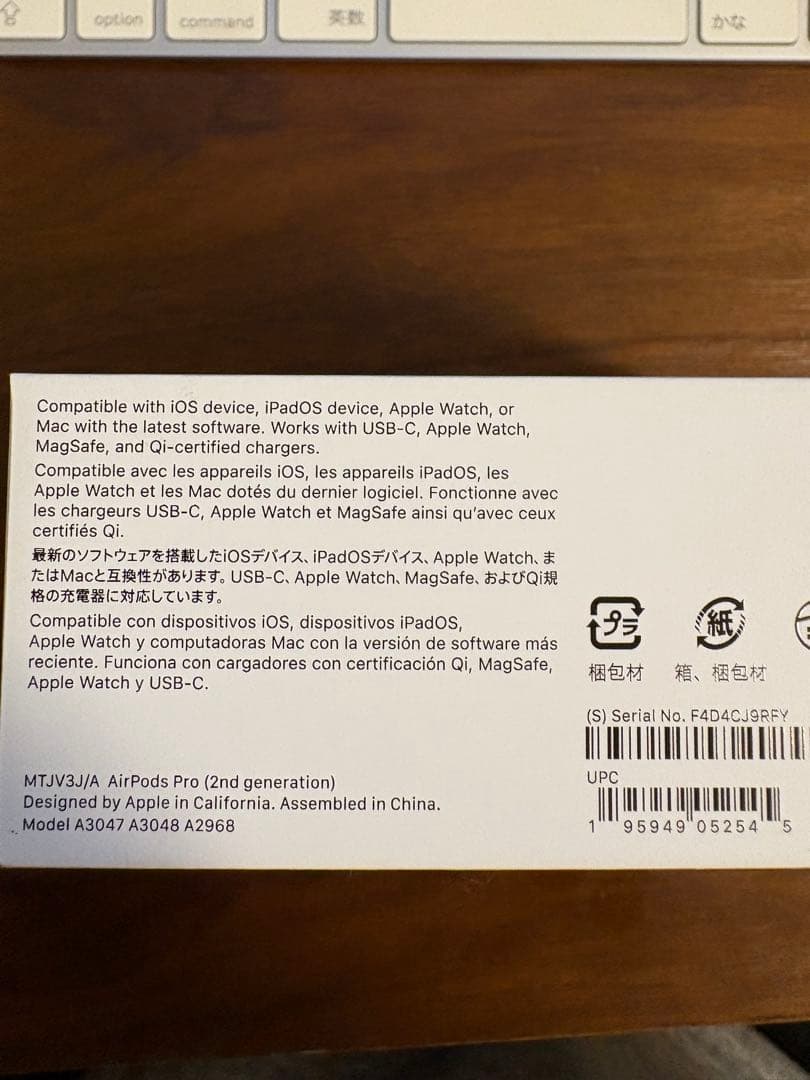 option
command
英数
かな
Compatible with iOS device, iPadOS device, Apple Watch, or
Mac with the latest software. Works with USB-C, Apple Watch,
MagSafe, and Qi-certified chargers.
Compatible avec les appareils iOS, les appareils iPadOS, les
Apple Watch et les Mac dotés du dernier logiciel. Fonctionne avec
les chargeurs USB-C, Apple Watch et MagSafe ainsi qu'avec ceux
certifiés Qi.
最新のソフトウェアを搭載したiOSデバイス、iPadOSデバイス、Apple Watch、ま
たはMacと互換性があります。USB-C、Apple Watch、MagSafe、およびQi規
格の充電器に対応しています。
Compatible con dispositivos iOS, dispositivos iPadOS,
Apple Watch y computadoras Mac con la versión de software más
reciente. Funciona con cargadores con certificación Qi, MagSafe,
Apple Watch y USB-C.
プラ
紙
梱包材
箱、梱包材
(S) Serial No. F4D4CJ9RFY
UPC
1 95949 05254 5
MTJV3J/A AirPods Pro (2nd generation)
Designed by Apple in California. Assembled in China.
Model A3047 A3048 A2968